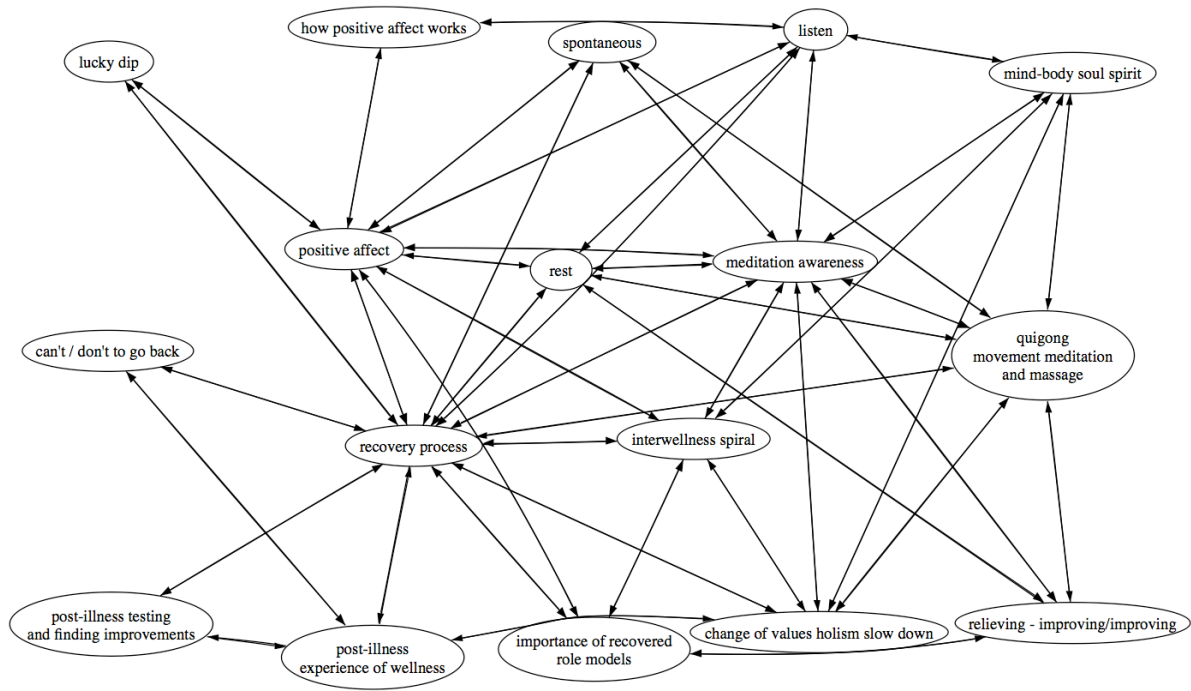 how positive affect works
spontaneous
listen
lucky dip
mind-body soul spirit
positive affect
rest
meditation awareness
can't / don't to go back
quigong
movement meditation
and massage
recovery process
interwellness spiral
post-illness testing
and finding improvements
post-illness
experience of wellness
importance of recovered
role models
change of values holism slow down
relieving - improving/improving